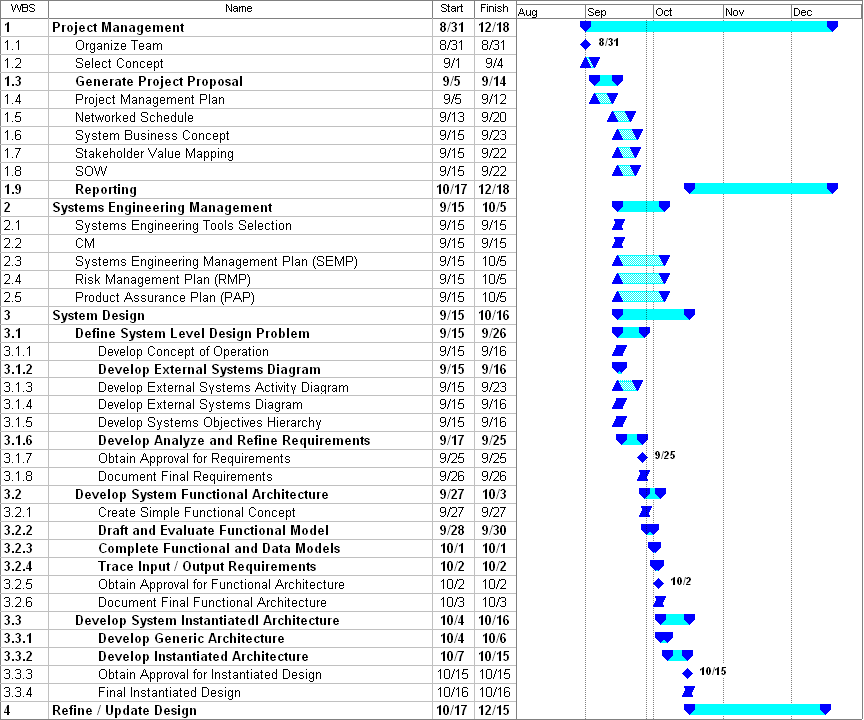 WBS Name Start Finish Aug Sep Oct Nov Dec
1 Project Management 8/31 12/18
1.1 Organize Team 8/31 8/31 8/31
1.2 Select Concept 9/1 9/4
1.3 Generate Project Proposal 9/5 9/14
1.4 Project Management Plan 9/5 9/12
1.5 Networked Schedule 9/13 9/20
1.6 System Business Concept 9/15 9/23
1.7 Stakeholder Value Mapping 9/15 9/22
1.8 SOW 9/15 9/22
1.9 Reporting 10/17 12/18
2 Systems Engineering Management 9/15 10/5
2.1 Systems Engineering Tools Selection 9/15 9/15
2.2 CM 9/15 9/15
2.3 Systems Engineering Management Plan (SEMP) 9/15 10/5
2.4 Risk Management Plan (RMP) 9/15 10/5
2.5 Product Assurance Plan (PAP) 9/15 10/5
3 System Design 9/15 10/16
3.1 Define System Level Design Problem 9/15 9/26
3.1.1 Develop Concept of Operation 9/15 9/16
3.1.2 Develop External Systems Diagram 9/15 9/16
3.1.3 Develop External Systems Activity Diagram 9/15 9/23
3.1.4 Develop External Systems Diagram 9/15 9/16
3.1.5 Develop Systems Objectives Hierarchy 9/15 9/16
3.1.6 Develop Analyze and Refine Requirements 9/17 9/25
3.1.7 Obtain Approval for Requirements 9/25 9/25 9/25
3.1.8 Document Final Requirements 9/26 9/26
3.2 Develop System Functional Architecture 9/27 10/3
3.2.1 Create Simple Functional Concept 9/27 9/27
3.2.2 Draft and Evaluate Functional Model 9/28 9/30
3.2.3 Complete Functional and Data Models 10/1 10/1
3.2.4 Trace Input / Output Requirements 10/2 10/2
3.2.5 Obtain Approval for Functional Architecture 10/2 10/2 10/2
3.2.6 Document Final Functional Architecture 10/3 10/3
3.3 Develop System Instantiatedl Architecture 10/4 10/16
3.3.1 Develop Generic Architecture 10/4 10/6
3.3.2 Develop Instantiated Architecture 10/7 10/15
3.3.3 Obtain Approval for Instantiated Design 10/15 10/15 10/15
3.3.4 Final Instantiated Design 10/16 10/16
4 Refine / Update Design 10/17 12/15